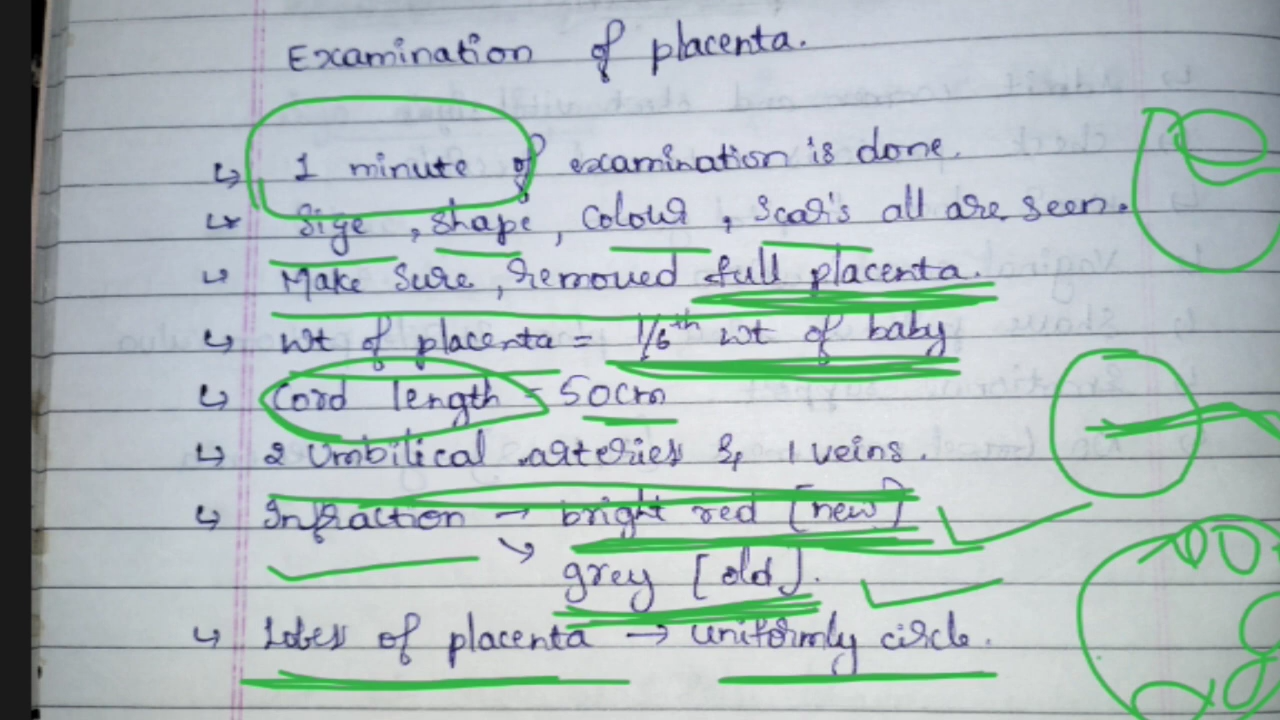 Examination of placenta.
↳ 1 minute of examination is done.
↳ Size, shape, colour, scar's all are seen.
↳ Make sure, removed full placenta.
↳ wt of placenta = 1/6th wt of baby
↳ Cord length - 50cm
↳ 2 Umbilical arteries & 1 veins.
↳ Infraction → bright red [new]
↘ grey [old].
↳ Lobes of placenta → uniformly circle.